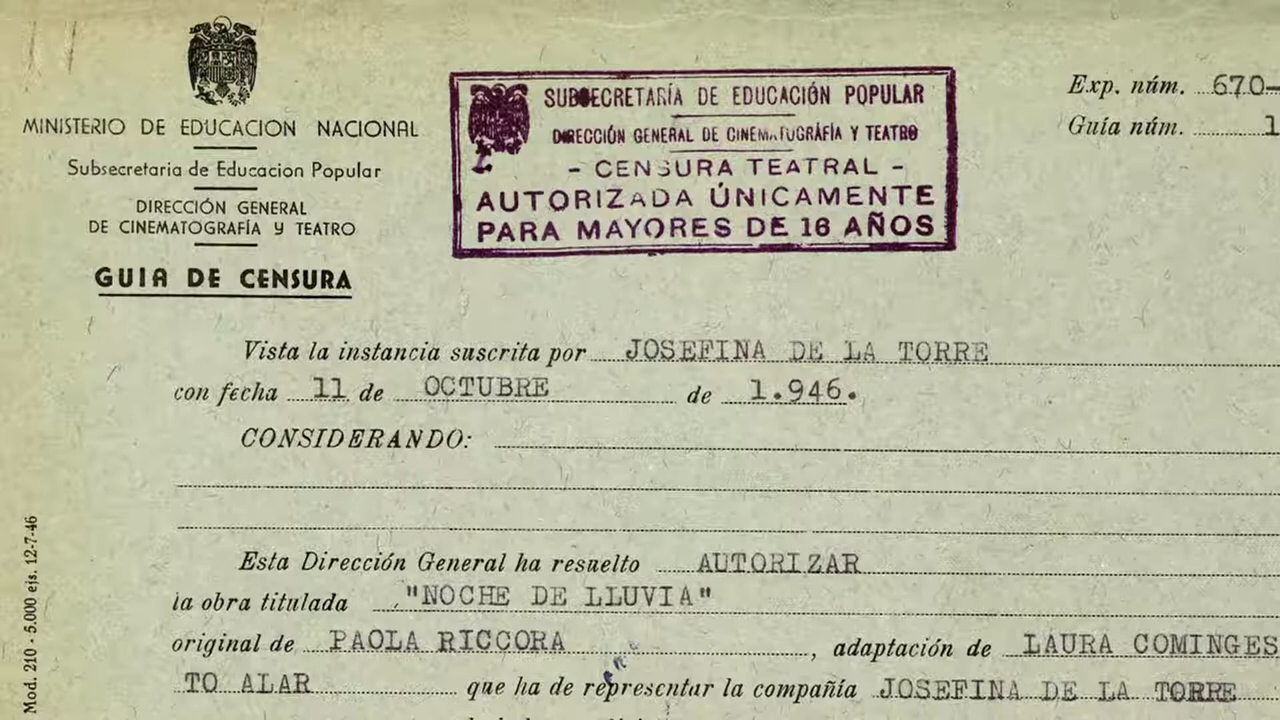 MINISTERIO DE EDUCACION NACIONAL
Subsecretaria de Educacion Popular
DIRECCIÓN GENERAL
DE CINEMATOGRAFÍA Y TEATRO
GUIA DE CENSURA
SUBSECRETARÍA DE EDUCACIÓN POPULAR
DIRECCIÓN GENERAL DE CINEMATOGRÁFÍA Y TEATRO
- CENSURA TEATRAL -
AUTORIZADA ÚNICAMENTE
PARA MAYORES DE 16 AÑOS
Exp. núm. 670-
Guía núm. 1
Vista la instancia suscrita por JOSEFINA DE LA TORRE
con fecha 11 de OCTUBRE de 1.946.
CONSIDERANDO:
Esta Dirección General ha resuelto AUTORIZAR
la obra titulada "NOCHE DE LLUVIA"
original de PAOLA RICCORA, adaptación de LAURA COMINGES
TO ALAR que ha de representar la compañía JOSEFINA DE LA TORRE
Mod. 210 - 5.000 ejs. 12-7-46